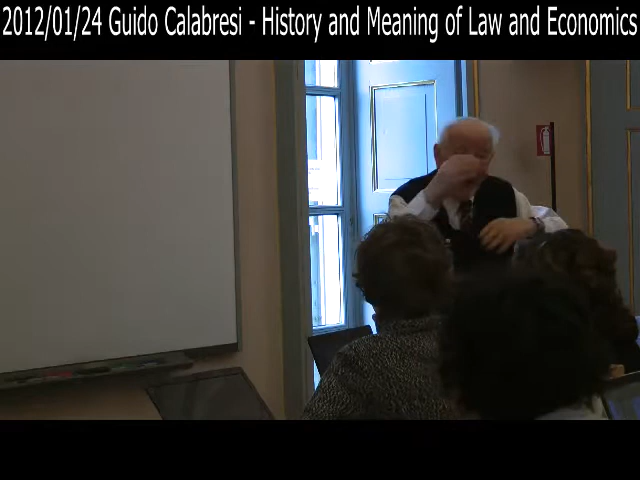 2012/01/24 Guido Calabresi - History and Meaning of Law and Economics